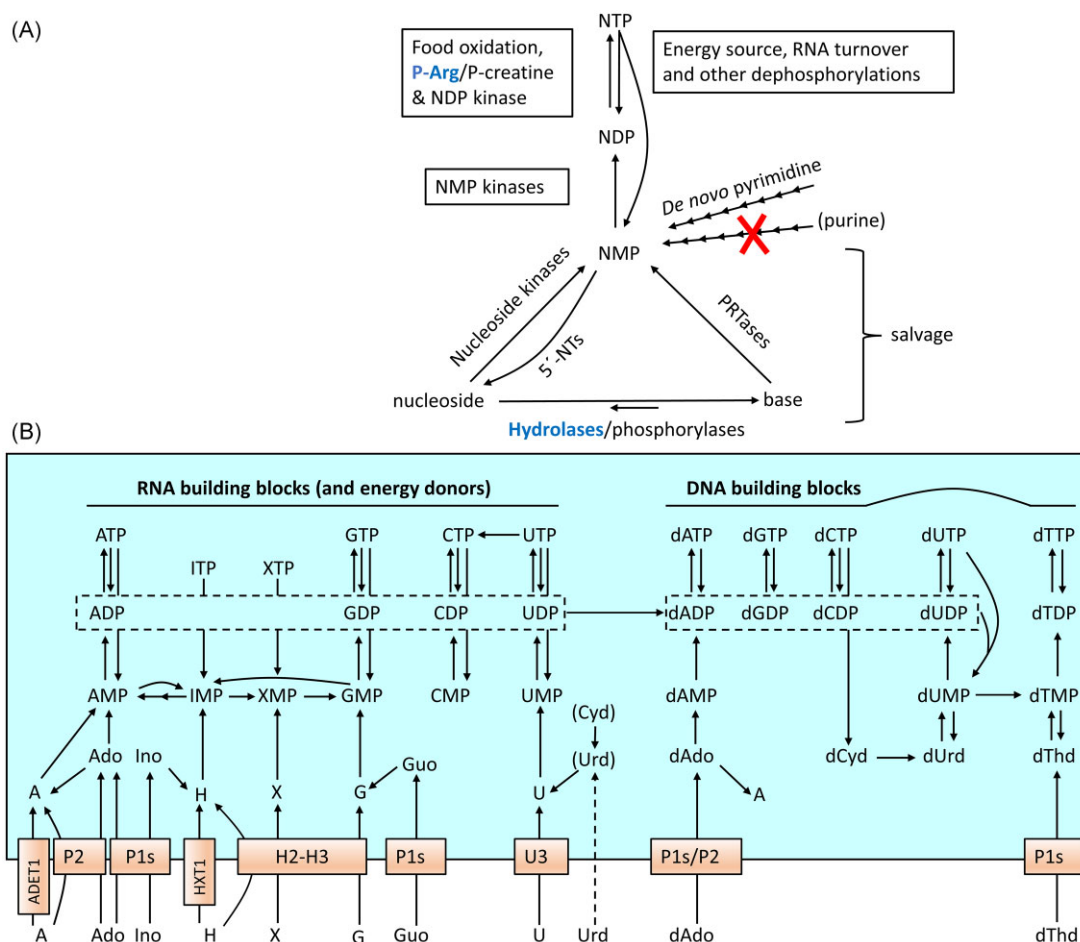 (A)
NTP
Food oxidation,
P-Arg/P-creatine
& NDP kinase
Energy source, RNA turnover
and other dephosphorylations
NDP
NMP kinases
De novo pyrimidine
(purine)
NMP
Nucleoside kinases
5´-NTs
PRTases
salvage
nucleoside
base
Hydrolases/phosphorylases
(B)
RNA building blocks (and energy donors)
DNA building blocks
ATP GTP CTP UTP dATP dGTP dCTP dUTP dTTP
ITP XTP
ADP GDP CDP UDP dADP dGDP dCDP dUDP dTDP
AMP IMP XMP GMP CMP UMP dAMP dUMP dTMP
(Cyd)
Ado Ino Guo (Urd) dAdo dCyd dUrd dThd
A H X G U A
ADET1 P2 P1s HXT1 H2-H3 P1s U3 P1s/P2 P1s
A Ado Ino H X G Guo U Urd dAdo dThd